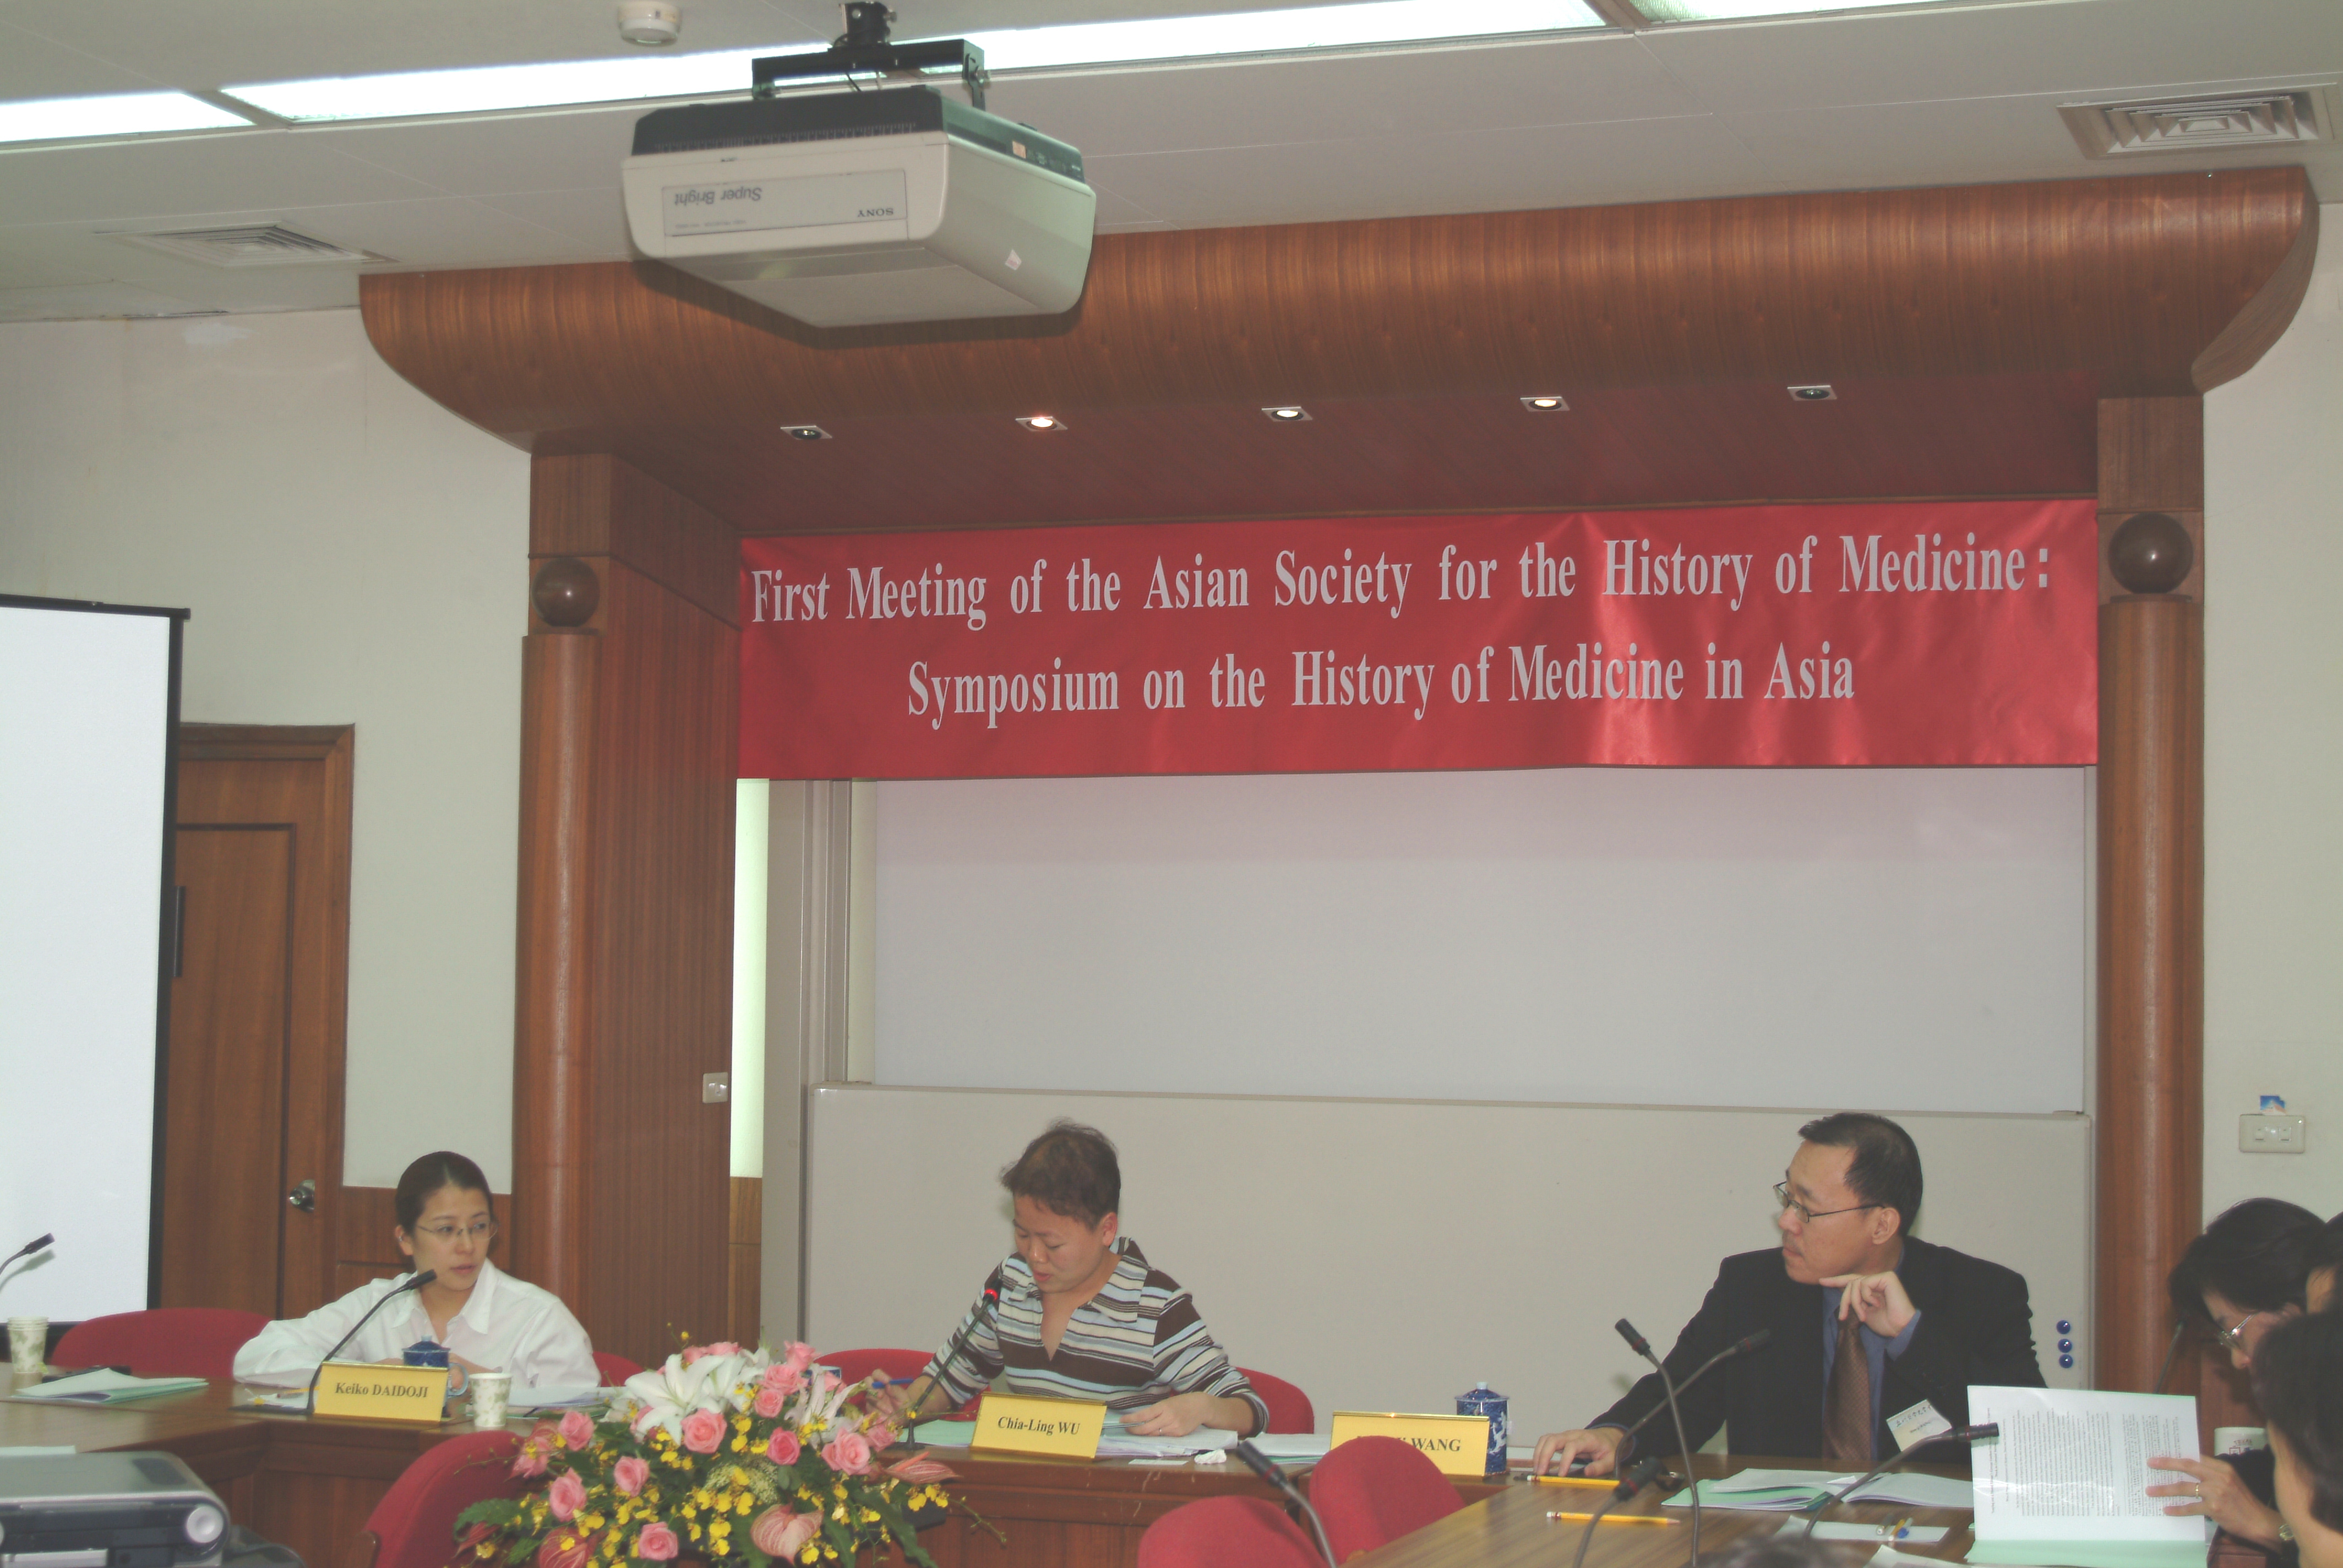 SONY
Super Bright
First Meeting of the Asian Society for the History of Medicine:
Symposium on the History of Medicine in Asia
Keiko DAIDOJI
Chia-Ling WU
WANG